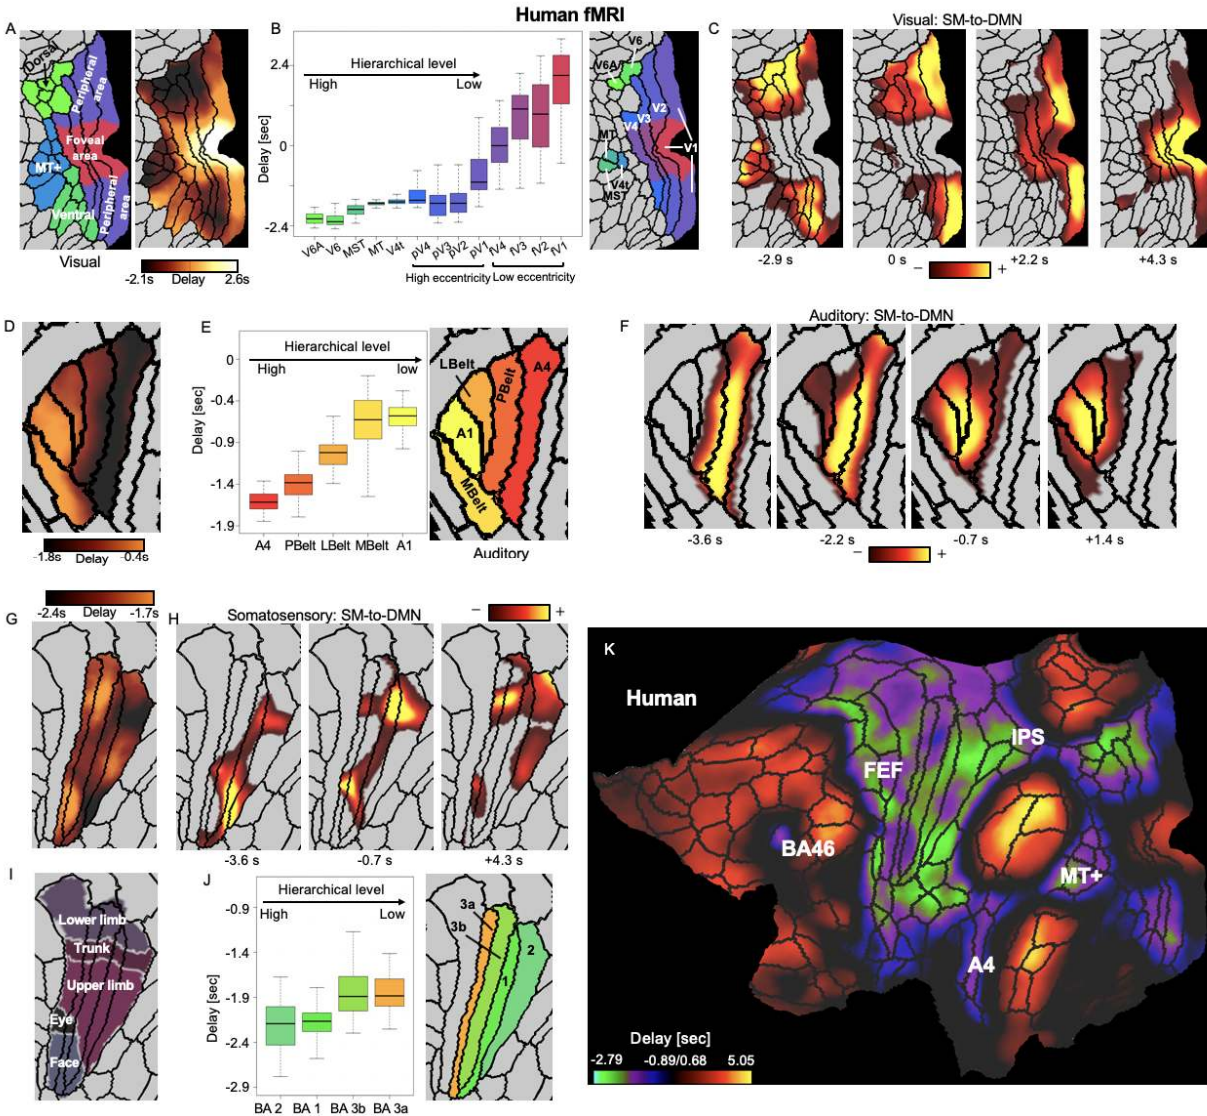 Human fMRI
A
Dorsal
Peripheral area
Foveal area
MT+
Ventral
Peripheral area
Visual
-2.1s Delay 2.6s
B
Delay [sec]
2.4
0
-2.4
Hierarchical level
High Low
V6A V6 MST MT V4t pV4 pV3 pV2 pV1 fV4 fV3 fV2 fV1
High eccentricity Low eccentricity
V6
V6A
V2
V3
V4
V1
MT
V4t
MST
C
Visual: SM-to-DMN
-2.9 s 0 s +2.2 s +4.3 s
− +
D
-1.8s Delay -0.4s
E
Delay [sec]
0
-0.4
-0.9
-1.4
-1.9
Hierarchical level
High low
A4 PBelt LBelt MBelt A1
LBelt
PBelt
A4
A1
MBelt
Auditory
F
Auditory: SM-to-DMN
-3.6 s -2.2 s -0.7 s +1.4 s
− +
-2.4s Delay -1.7s
G
H
Somatosensory: SM-to-DMN
− +
-3.6 s -0.7 s +4.3 s
I
Lower limb
Trunk
Upper limb
Eye
Face
J
Delay [sec]
-0.9
-1.4
-1.9
-2.4
-2.9
Hierarchical level
High Low
BA 2 BA 1 BA 3b BA 3a
3a
3b
1
2
K
Human
IPS
FEF
BA46
MT+
A4
Delay [sec]
-2.79 -0.89/0.68 5.05